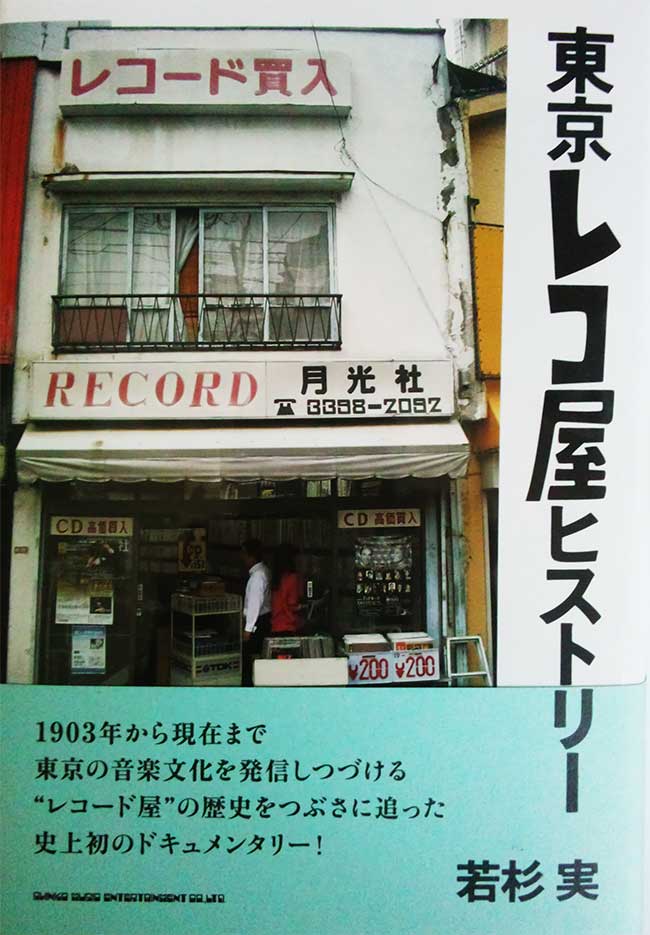 東京レコ屋ヒストリー
レコード買入
RECORD
月光社
☎ 3398-2092
CD 高価買入
CD 高価買入
CD
TDK
¥200
¥200
1903年から現在まで
東京の音楽文化を発信しつづける
“レコード屋”の歴史をつぶさに追った
史上初のドキュメンタリー！
若杉 実
SHINKO MUSIC ENTERTAINMENT CO.,LTD.